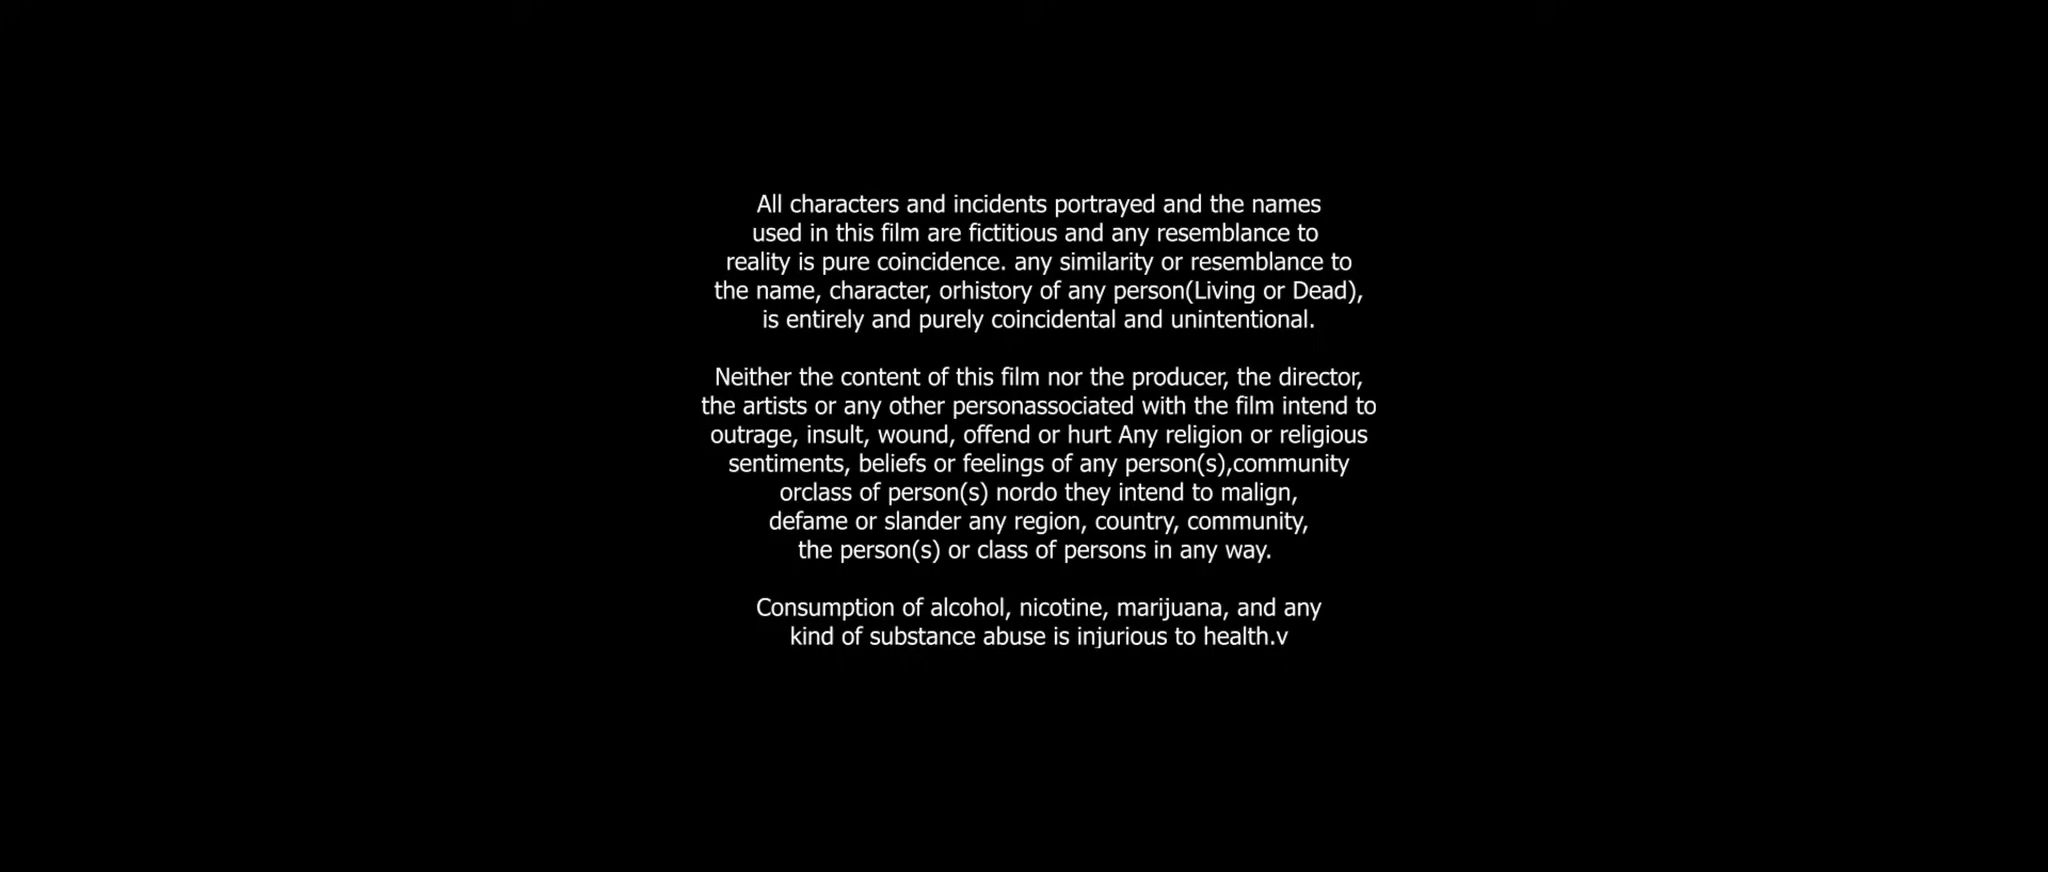 All characters and incidents portrayed and the names
used in this film are fictitious and any resemblance to
reality is pure coincidence. any similarity or resemblance to
the name, character, orhistory of any person(Living or Dead),
is entirely and purely coincidental and unintentional.
Neither the content of this film nor the producer, the director,
the artists or any other personassociated with the film intend to
outrage, insult, wound, offend or hurt Any religion or religious
sentiments, beliefs or feelings of any person(s),community
orclass of person(s) nordo they intend to malign,
defame or slander any region, country, community,
the person(s) or class of persons in any way.
Consumption of alcohol, nicotine, marijuana, and any
kind of substance abuse is injurious to health.v